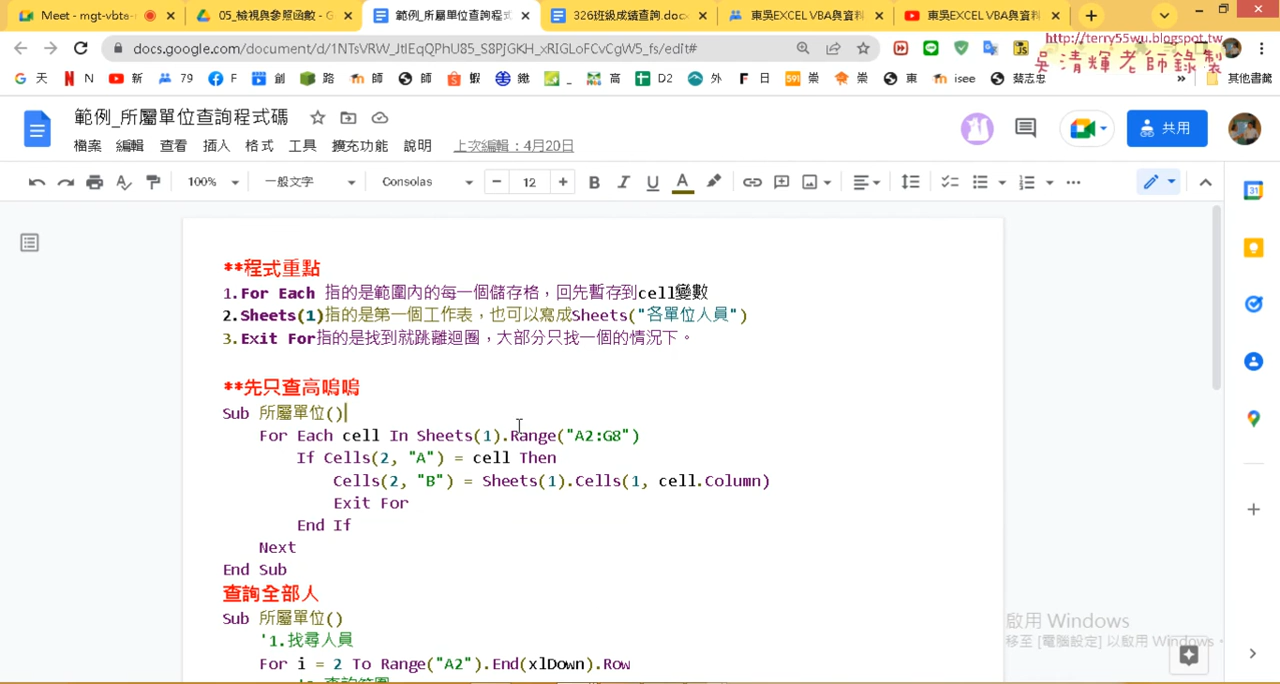 Meet - mgt-vbts-
05_檢視與參照函數 - G
範例_所屬單位查詢程式
326班級成績查詢.docx
東吳EXCEL VBA與資料
東吳EXCEL VBA與資料
docs.google.com/document/d/1NTsVRW_JtlEqQPhU85_S8PJGKH_xRIGLoFCvCgW5_fs/edit#
http://terry55wu.blogspot.tw
吳清輝老師錄製
天 N 新 79 F 創 路 師 師 蝦 繳 高 D2 外 日 崇 崇 東 isee 蔡志忠 » 其他書籤
範例_所屬單位查詢程式碼
共用
檔案 編輯 查看 插入 格式 工具 擴充功能 說明 上次編輯：4月20日
100% 一般文字 Consolas 12
**程式重點
1.For Each 指的是範圍內的每一個儲存格，回先暫存到cell變數
2.Sheets(1)指的是第一個工作表，也可以寫成Sheets("各單位人員")
3.Exit For指的是找到就跳離迴圈，大部分只找一個的情況下。
**先只查高嗚嗚
Sub 所屬單位()
For Each cell In Sheets(1).Range("A2:G8")
If Cells(2, "A") = cell Then
Cells(2, "B") = Sheets(1).Cells(1, cell.Column)
Exit For
End If
Next
End Sub
查詢全部人
Sub 所屬單位()
'1.找尋人員
For i = 2 To Range("A2").End(xlDown).Row
啟用 Windows
移至 [電腦設定] 以啟用 Windows。